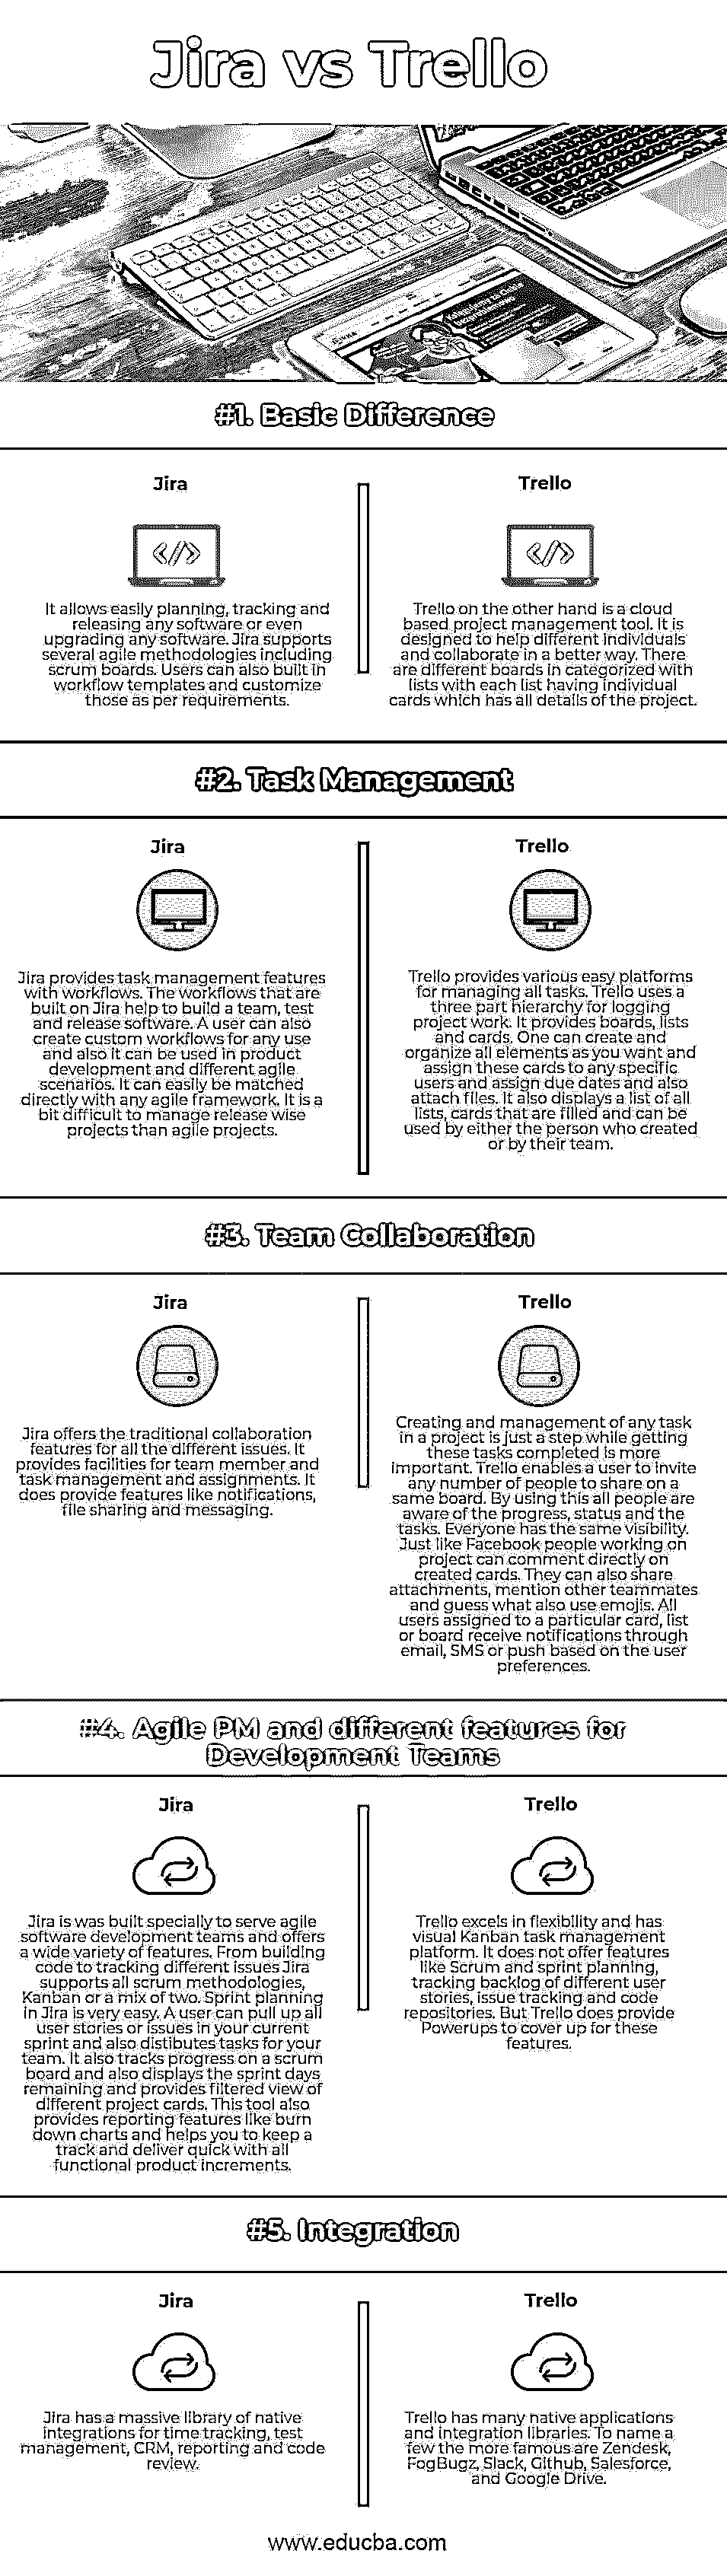 Jira vs Trello
#1. Basic Difference
Jira
It allows easily planning, tracking and
releasing any software or even
upgrading any software. Jira supports
several agile methodologies including
scrum boards. Users can also built in
workflow templates and customize
those as per requirements.
Trello
Trello on the other hand is a cloud
based project management tool. It is
designed to help different individuals
and collaborate in a better way. There
are different boards in categorized with
lists with each list having individual
cards which has all details of the project.
#2. Task Management
Jira
Jira provides task management features
with workflows. The workflows that are
built on Jira help to build a team, test
and release software. A user can also
create custom workflows for any use
and also it can be used in product
development and different agile
scenarios. It can easily be matched
directly with any agile framework. It is a
bit difficult to manage release wise
projects than agile projects.
Trello
Trello provides various easy platforms
for managing all tasks. Trello uses a
three part hierarchy for logging
project work. It provides boards, lists
and cards. One can create and
organize all elements as you want and
assign these cards to any specific
users and assign due dates and also
attach files. It also displays a list of all
lists, cards that are filled and can be
used by either the person who created
or by their team.
#3. Team Collaboration
Jira
Jira offers the traditional collaboration
features for all the different issues. It
provides facilities for team member and
task management and assignments. It
does provide features like notifications,
file sharing and messaging.
Trello
Creating and management of any task
in a project is just a step while getting
these tasks completed is more
important. Trello enables a user to invite
any number of people to share on a
same board. By using this all people are
aware of the progress, status and the
tasks. Everyone has the same visibility.
Just like Facebook people working on
project can comment directly on
created cards. They can also share
attachments, mention other teammates
and guess what also use emojis. All
users assigned to a particular card, list
or board receive notifications through
email, SMS or push based on the user
preferences.
#4. Agile PM and different features for
Development Teams
Jira
Jira is was built specially to serve agile
software development teams and offers
a wide variety of features. From building
code to tracking different issues Jira
supports all scrum methodologies,
Kanban or a mix of two. Sprint planning
in Jira is very easy. A user can pull up all
user stories or issues in your current
sprint and also distibutes tasks for your
team. It also tracks progress on a scrum
board and also displays the sprint days
remaining and provides filtered view of
different project cards. This tool also
provides reporting features like burn
down charts and helps you to keep a
track and deliver quick with all
functional product increments.
Trello
Trello excels in flexibility and has
visual Kanban task management
platform. It does not offer features
like Scrum and sprint planning,
tracking backlog of different user
stories, issue tracking and code
repositories. But Trello does provide
Powerups to cover up for these
features.
#5. Integration
Jira
Jira has a massive library of native
integrations for time tracking, test
management, CRM, reporting and code
review.
Trello
Trello has many native applications
and integration libraries. To name a
few the more famous are Zendesk,
FogBugz, Slack, Github, Salesforce,
and Google Drive.
www.educba.com